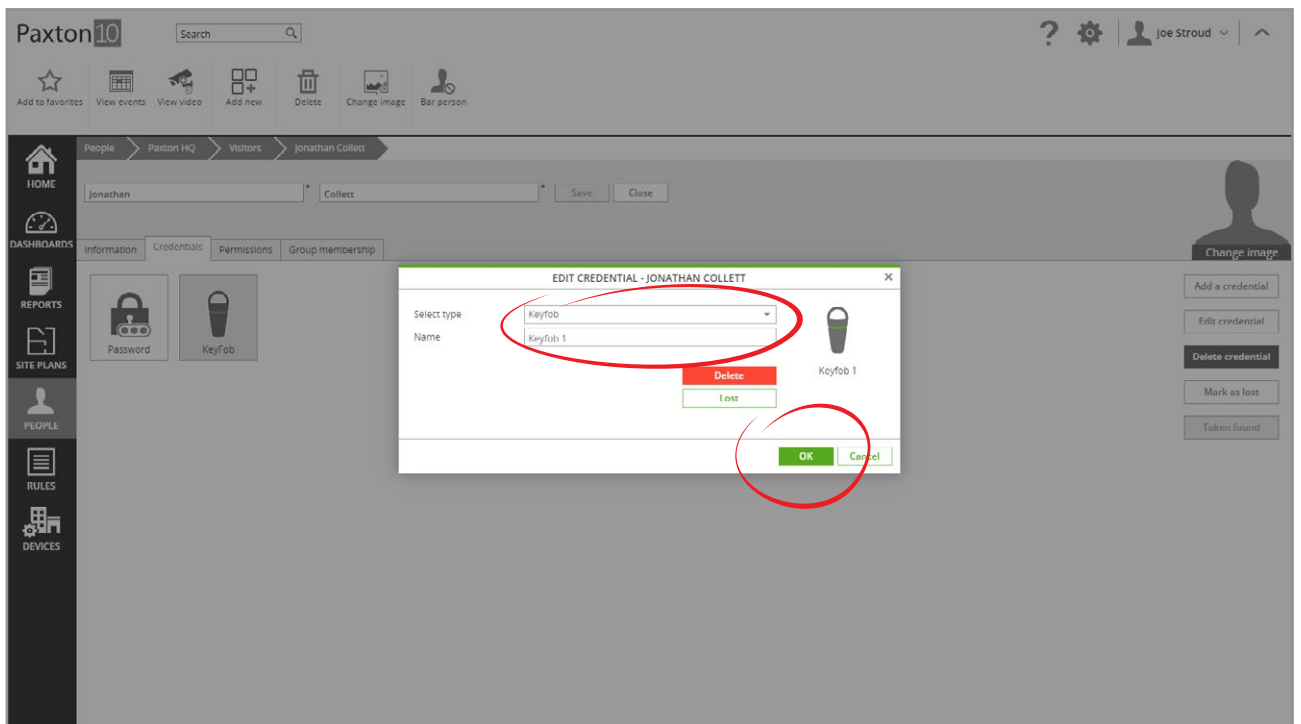 Paxton10
Search
Joe Stroud
Add to favorites
View events
View video
Add new
Delete
Change image
Bar person
People
Paxton HQ
Visitors
Jonathan Collett
HOME
Jonathan
*
Collett
*
Save
Close
DASHBOARDS
Information
Credentials
Permissions
Group membership
Change image
EDIT CREDENTIAL - JONATHAN COLLETT
REPORTS
Password
KeyFob
Select type
Keyfob
Name
Keyfob 1
Delete
Lost
Keyfob 1
OK
Cancel
Add a credential
Edit credential
Delete credential
Mark as lost
Token found
SITE PLANS
PEOPLE
RULES
DEVICES